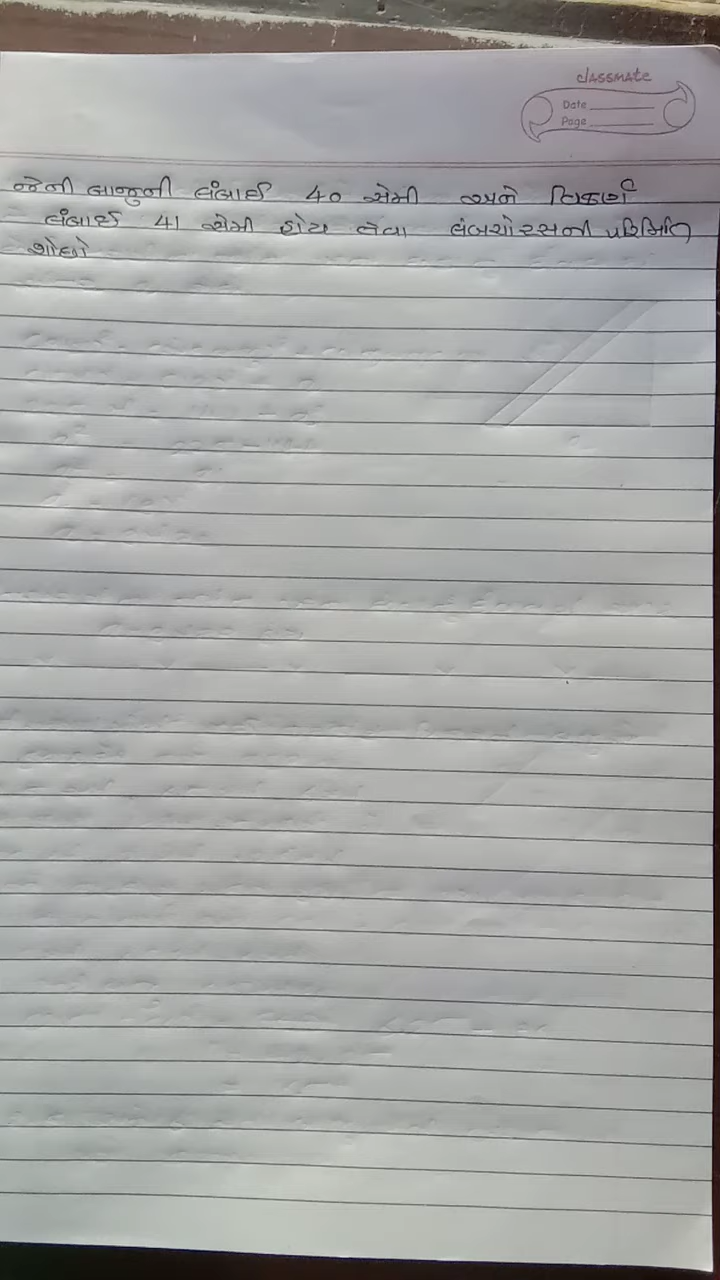 classmate
Date
Page
જેની બાજુની લંબાઈ 40 સેમી અને વિકર્ણ
લંબાઈ 41 સેમી હોય તેવા લંબચોરસની પરિમિતિ
શોધો